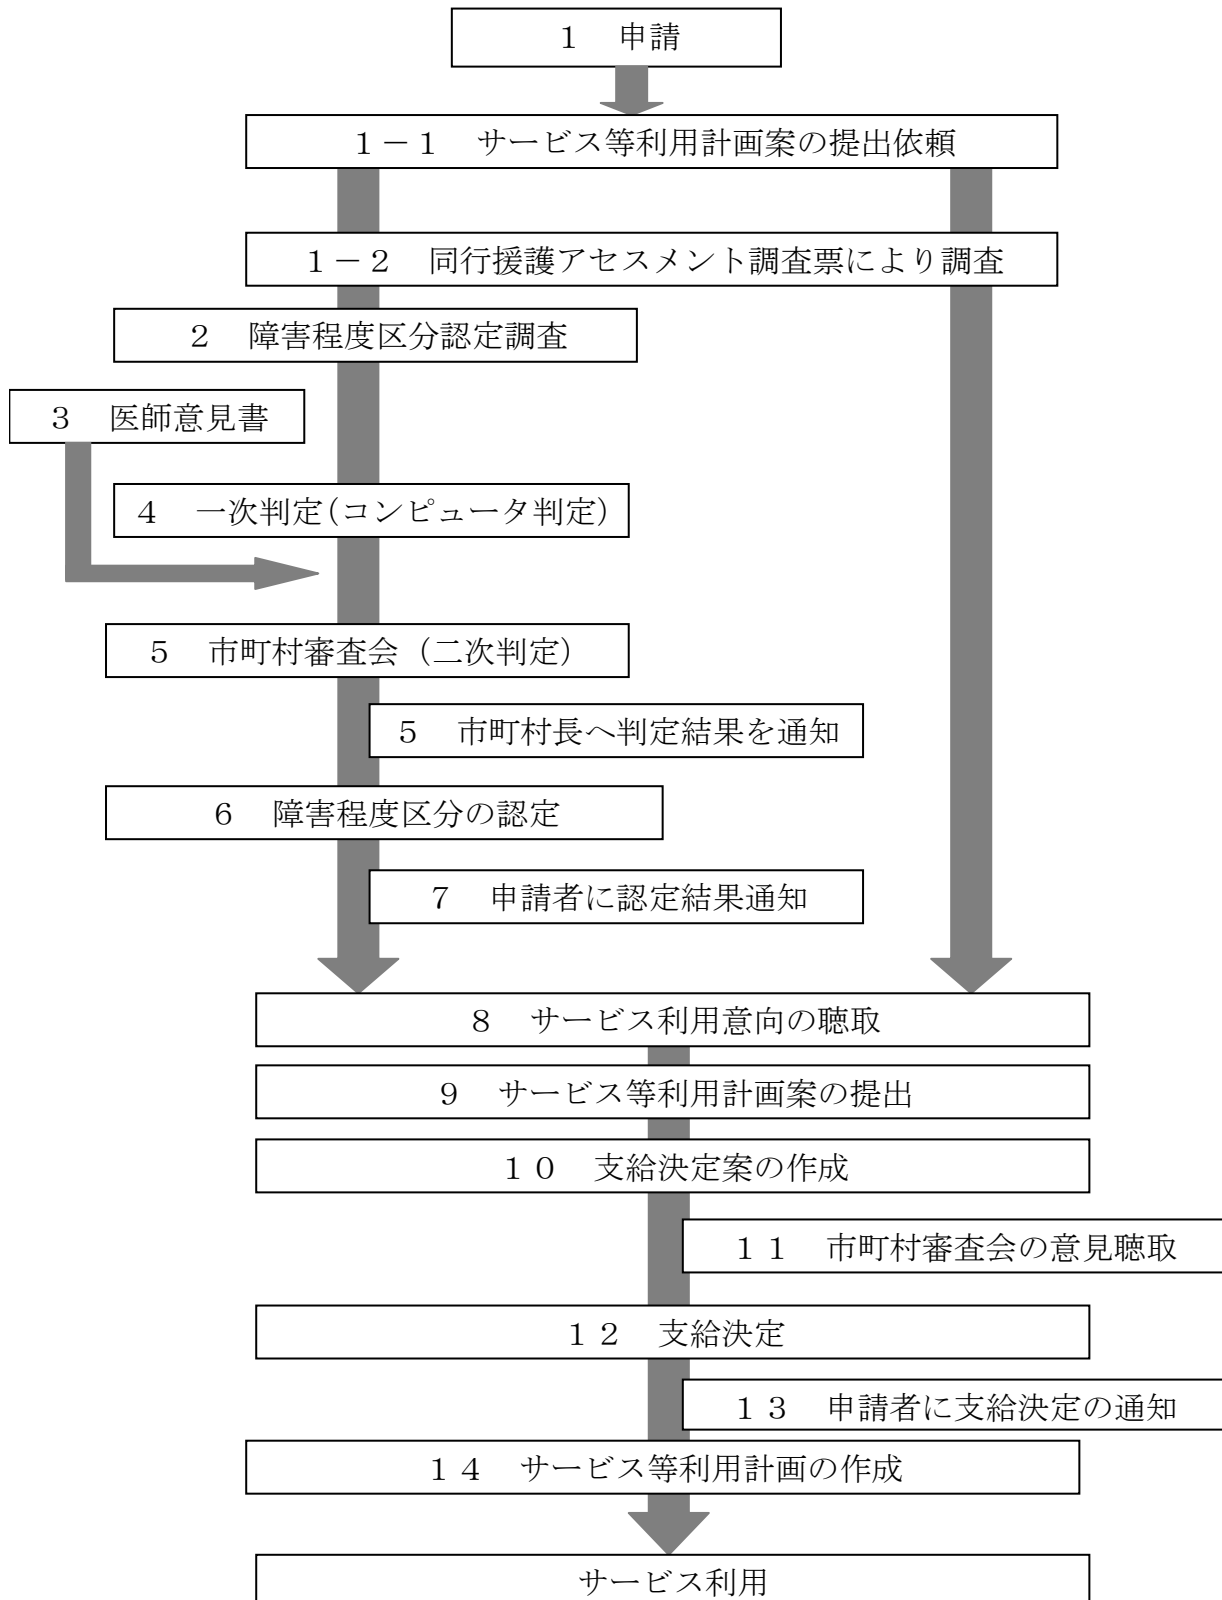 １　申請
１－１　サービス等利用計画案の提出依頼
１－２　同行援護アセスメント調査票により調査
２　障害程度区分認定調査
３　医師意見書
４　一次判定(コンピュータ判定)
５　市町村審査会（二次判定）
５　市町村長へ判定結果を通知
６　障害程度区分の認定
７　申請者に認定結果通知
８　サービス利用意向の聴取
９　サービス等利用計画案の提出
１０　支給決定案の作成
１１　市町村審査会の意見聴取
１２　支給決定
１３　申請者に支給決定の通知
１４　サービス等利用計画の作成
サービス利用